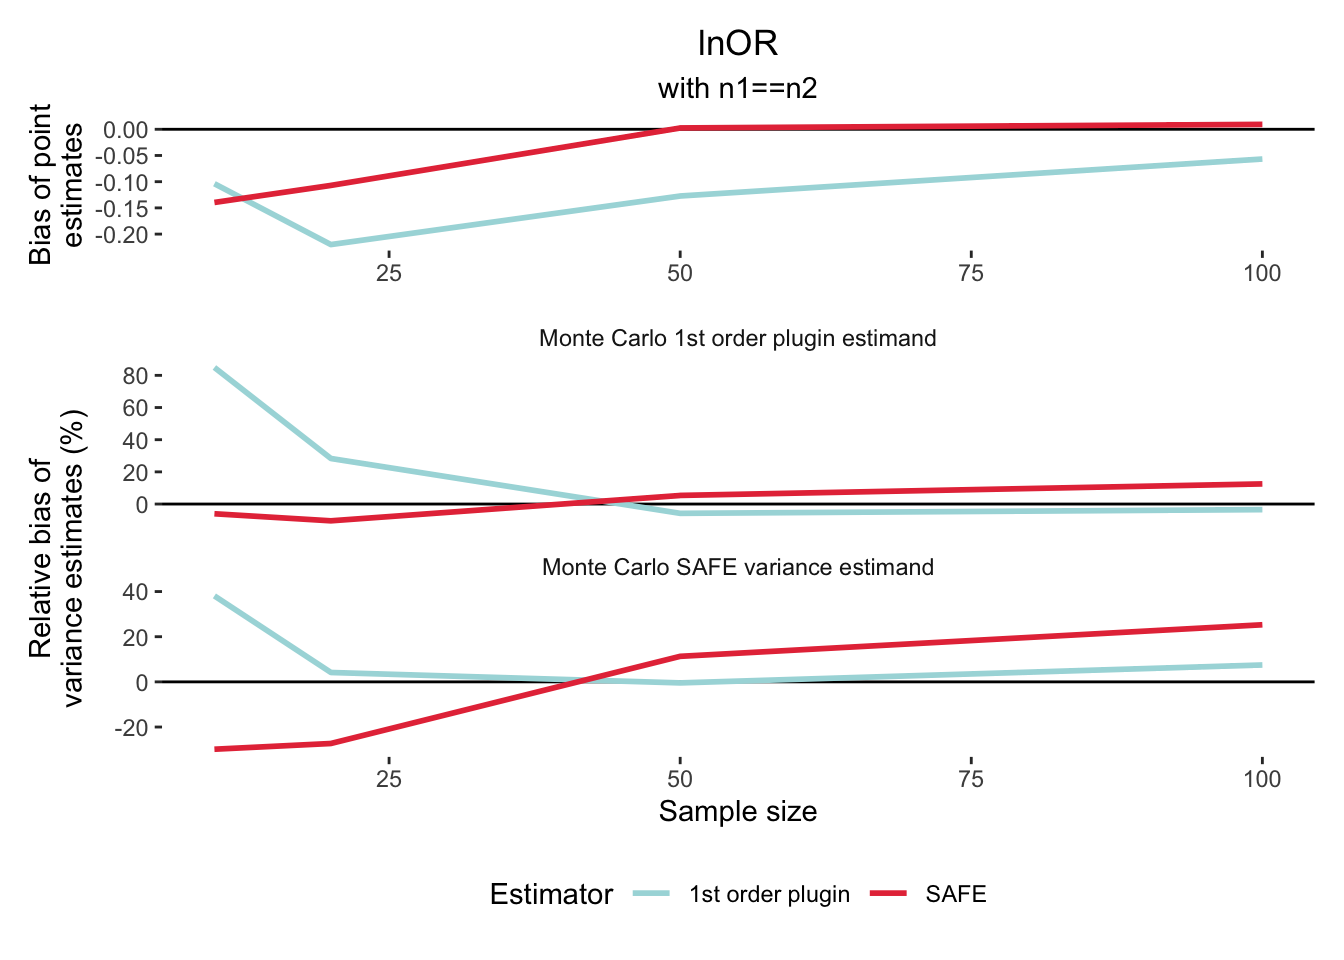 lnOR
with n1==n2
Bias of point
estimates
0.00
-0.05
-0.10
-0.15
-0.20
25 50 75 100
Monte Carlo 1st order plugin estimand
Relative bias of
variance estimates (%)
80
60
40
20
0
Monte Carlo SAFE variance estimand
40
20
0
-20
25 50 75 100
Sample size
Estimator 1st order plugin SAFE